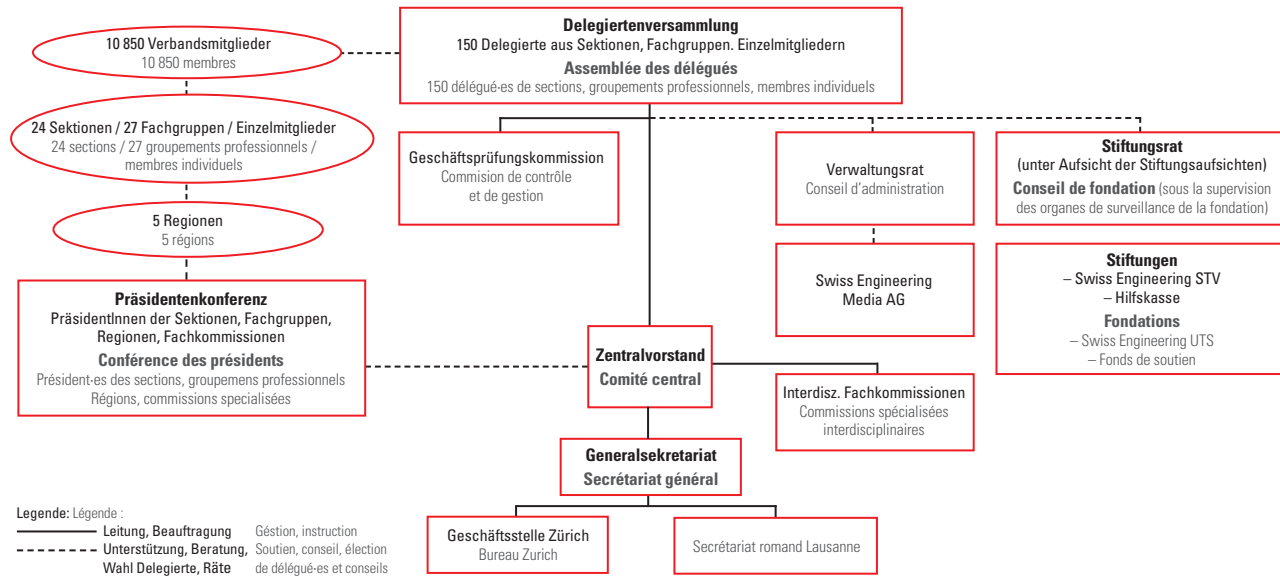 Delegiertenversammlung
150 Delegierte aus Sektionen, Fachgruppen. Einzelmitgliedern
Assemblée des délégués
150 délégué·es de sections, groupements professionnels, membres individuels
10 850 Verbandsmitglieder
10 850 membres
24 Sektionen / 27 Fachgruppen / Einzelmitglieder
24 sections / 27 groupements professionnels /
membres individuels
5 Regionen
5 régions
Präsidentenkonferenz
PräsidentInnen der Sektionen, Fachgruppen,
Regionen, Fachkommissionen
Conférence des présidents
Président·es des sections, groupemens professionnels
Régions, commissions specialisées
Geschäftsprüfungskommission
Commision de contrôle
et de gestion
Verwaltungsrat
Conseil d'administration
Stiftungsrat
(unter Aufsicht der Stiftungsaufsichten)
Conseil de fondation (sous la supervision
des organes de surveillance de la fondation)
Swiss Engineering
Media AG
Stiftungen
– Swiss Engineering STV
– Hilfskasse
Fondations
– Swiss Engineering UTS
– Fonds de soutien
Zentralvorstand
Comité central
Interdisz. Fachkommissionen
Commissions spécialisées
interdisciplinaires
Generalsekretariat
Secrétariat général
Geschäftsstelle Zürich
Bureau Zurich
Secrétariat romand Lausanne
Legende: Légende :
Leitung, Beauftragung Géstion, instruction
Unterstützung, Beratung, Soutien, conseil, élection
Wahl Delegierte, Räte de délégué·es et conseils